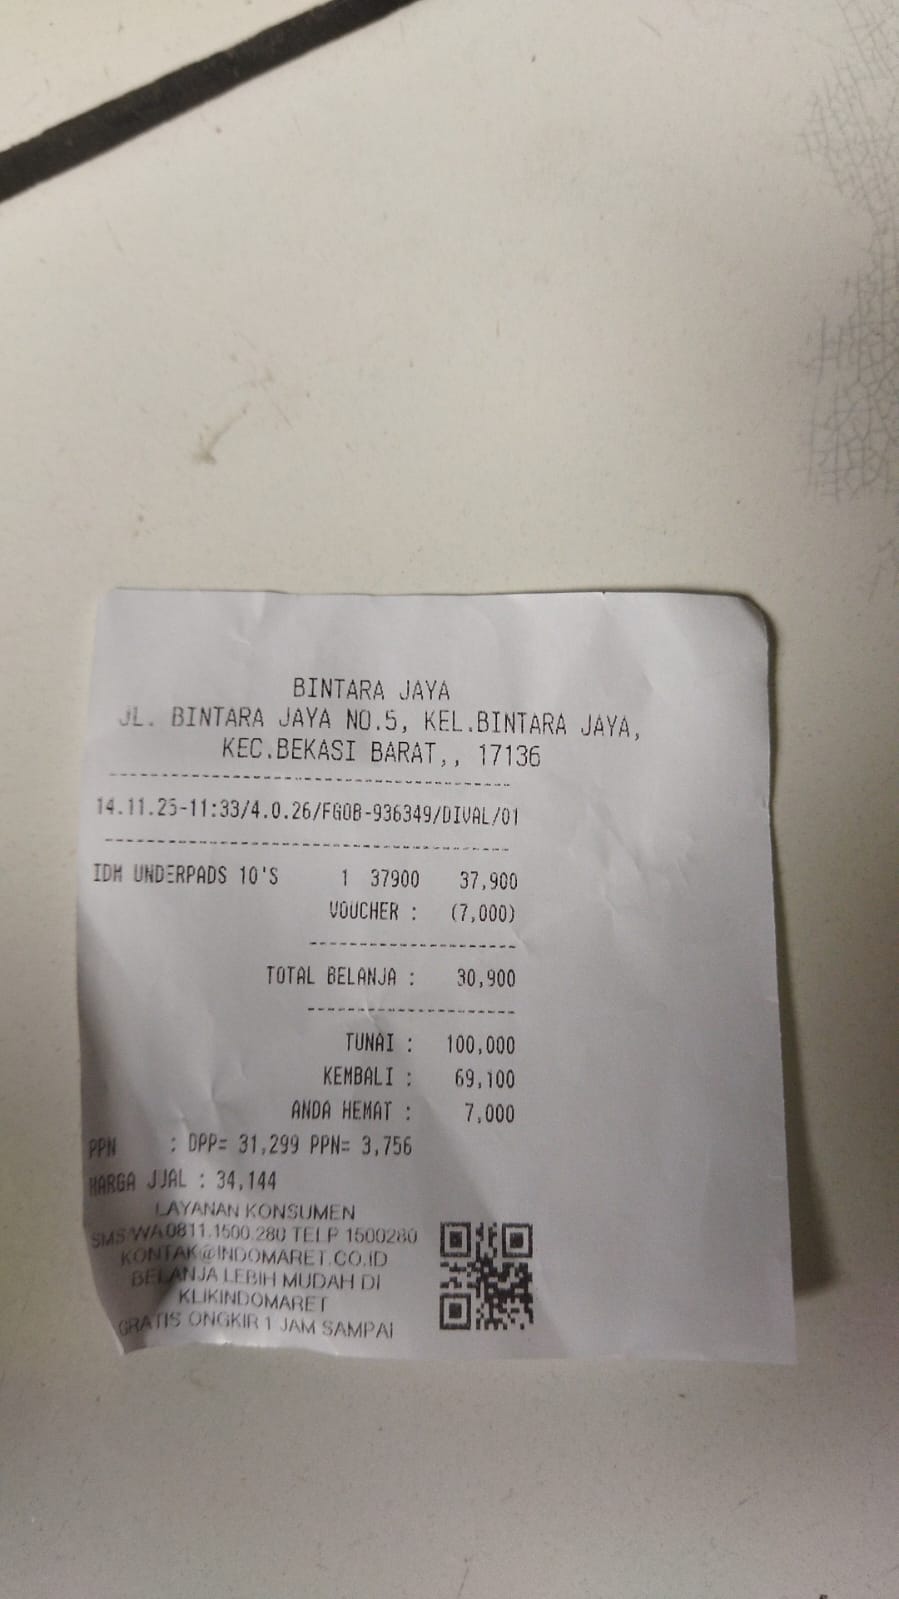 BINTARA JAYA
JL. BINTARA JAYA NO.5, KEL.BINTARA JAYA,
KEC.BEKASI BARAT,, 17136
14.11.25-11:33/4.0.26/FG0B-936349/DIVAL/01
IDM UNDERPADS 10'S 1 37900 37,900
VOUCHER : (7,000)
TOTAL BELANJA : 30,900
TUNAI : 100,000
KEMBALI : 69,100
ANDA HEMAT : 7,000
PPN : DPP= 31,299 PPN= 3,756
HARGA JUAL : 34,144
LAYANAN KONSUMEN
SMS/WA0811.1500.280 TELP 1500280
KONTAK@INDOMARET.CO.ID
BELANJA LEBIH MUDAH DI
KLIKINDOMARET
GRATIS ONGKIR 1 JAM SAMPAI